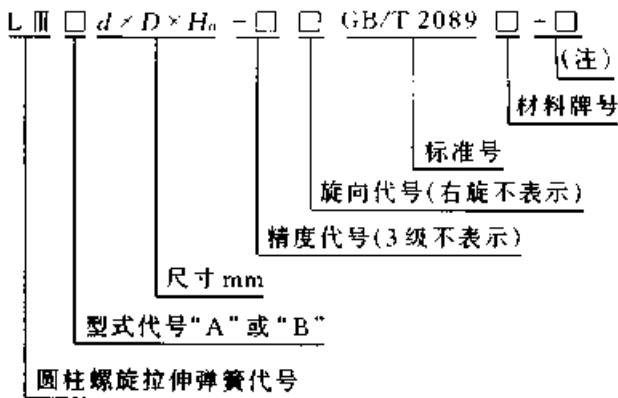 L Ⅲ □ d × D × H₀ - □ □ GB/T 2089 □ - □
(注)
材料牌号
标准号
旋向代号(右旋不表示)
精度代号(3级不表示)
尺寸mm
型式代号"A"或"B"
圆柱螺旋拉伸弹簧代号